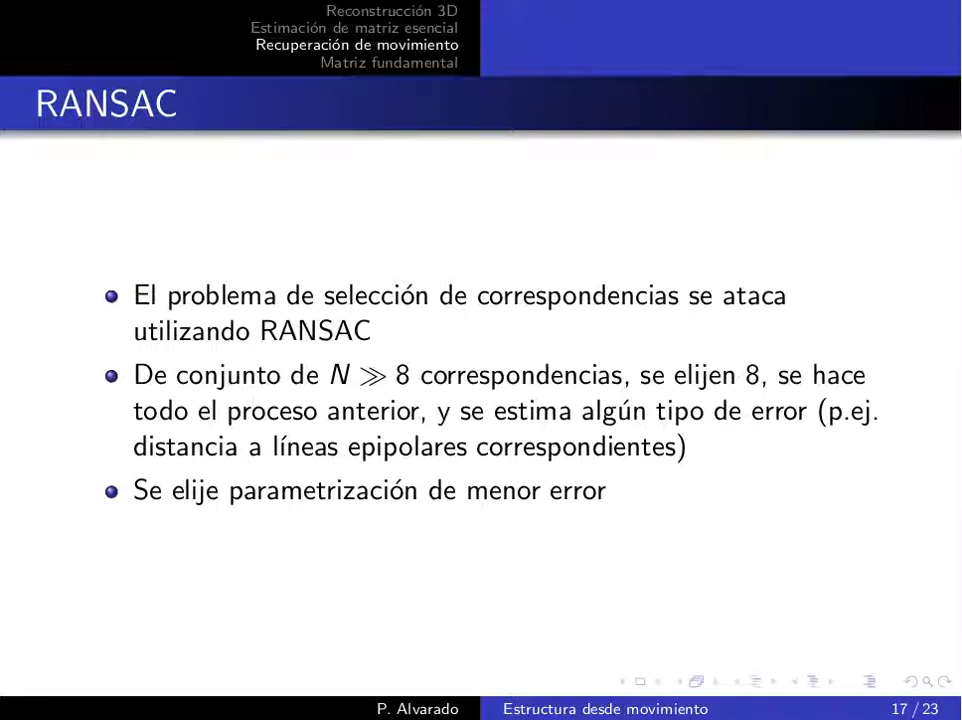 Reconstrucción 3D
Estimación de matriz esencial
Recuperación de movimiento
Matriz fundamental
RANSAC
El problema de selección de correspondencias se ataca
utilizando RANSAC
De conjunto de N ≫ 8 correspondencias, se elijen 8, se hace
todo el proceso anterior, y se estima algún tipo de error (p.ej.
distancia a líneas epipolares correspondientes)
Se elije parametrización de menor error
P. Alvarado
Estructura desde movimiento
17 / 23